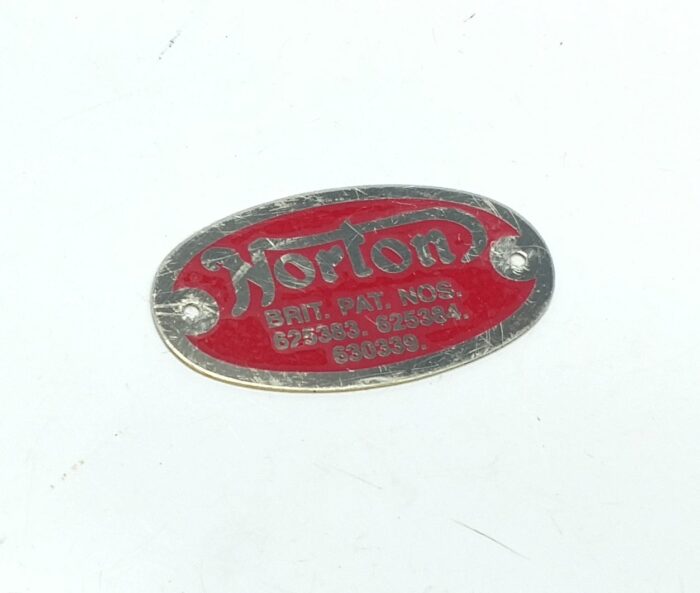 Norton
BRIT. PAT. NOS.
625383. 625384.
630339.